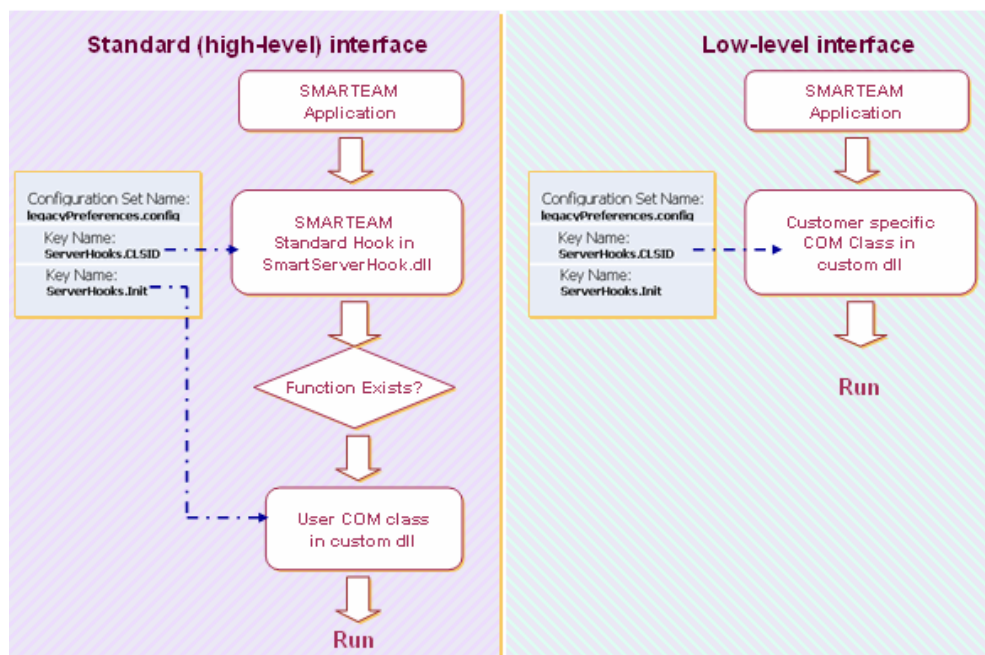 Standard (high-level) interface
SMARTEAM
Application
Configuration Set Name:
legacyPreferences.config
Key Name:
ServerHooks.CLSID
Key Name:
ServerHooks.Init
SMARTEAM
Standard Hook in
SmartServerHook.dll
Function Exists?
User COM class
in custom dll
Run
Low-level interface
SMARTEAM
Application
Configuration Set Name:
legacyPreferences.config
Key Name:
ServerHooks.CLSID
Key Name:
ServerHooks.Init
Customer specific
COM Class in
custom dll
Run